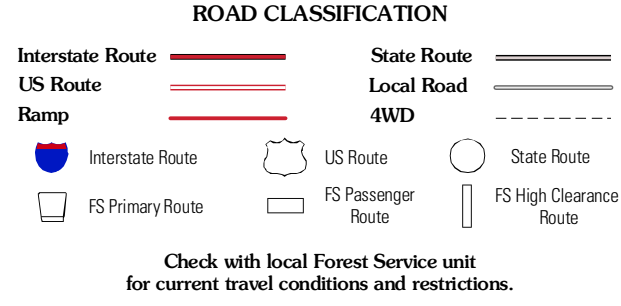 ROAD CLASSIFICATION
Interstate Route
State Route
US Route
Local Road
Ramp
4WD
Interstate Route
US Route
State Route
FS Primary Route
FS Passenger
Route
FS High Clearance
Route
Check with local Forest Service unit
for current travel conditions and restrictions.